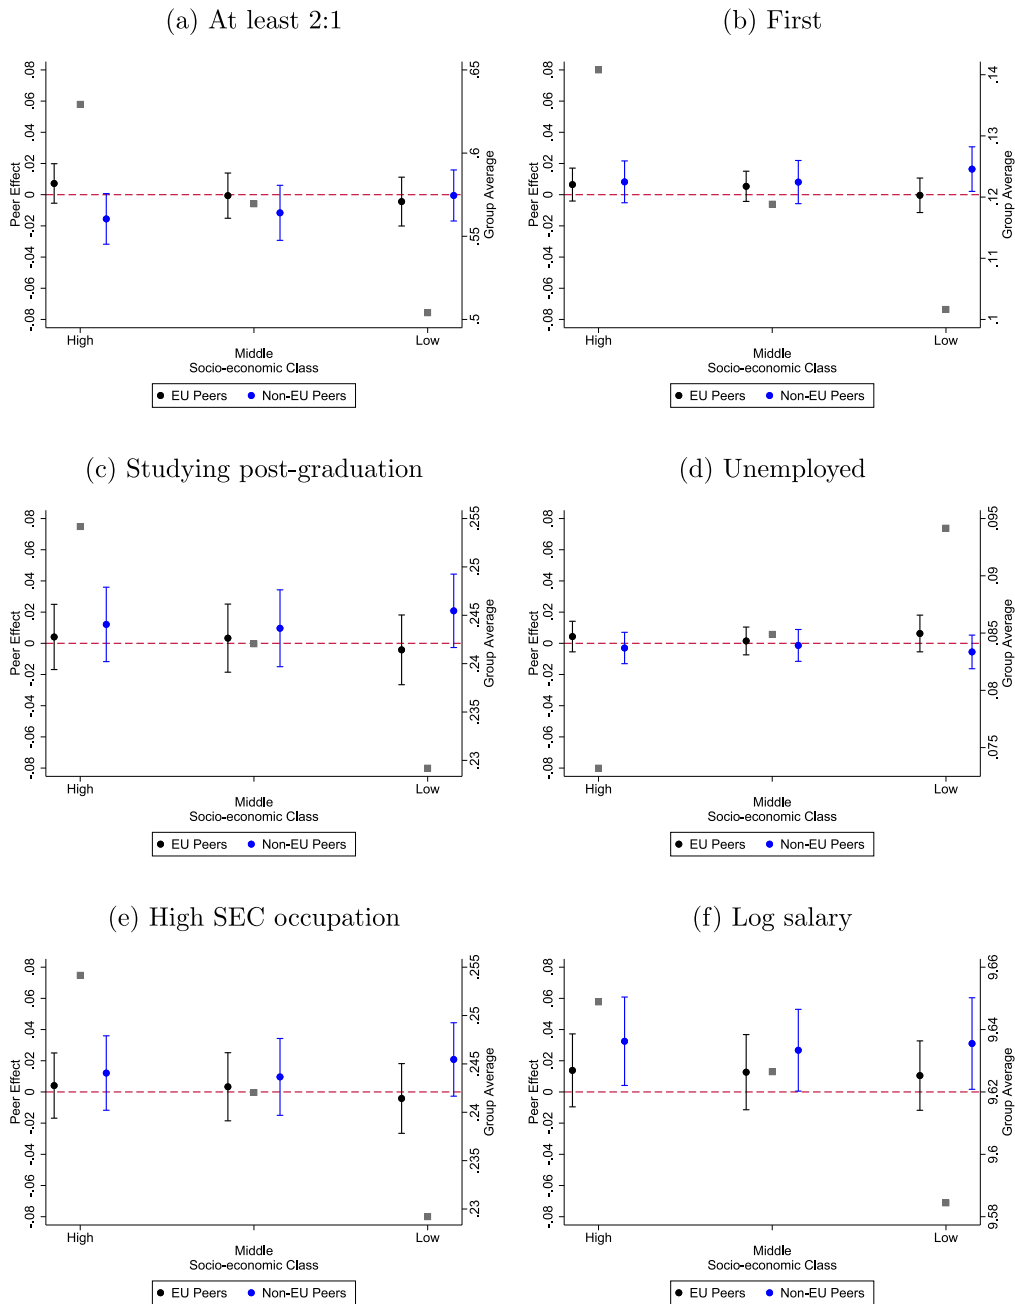 (a) At least 2:1
(b) First
.08
.06
.04
.02
0
-.02
-.04
-.06
-.08
Peer Effect
.65
.6
.55
.5
Group Average
High
Middle
Low
Socio-economic Class
EU Peers
Non-EU Peers
.08
.06
.04
.02
0
-.02
-.04
-.06
-.08
Peer Effect
.14
.13
.12
.11
.1
Group Average
High
Middle
Low
Socio-economic Class
EU Peers
Non-EU Peers
(c) Studying post-graduation
(d) Unemployed
.08
.06
.04
.02
0
-.02
-.04
-.06
-.08
Peer Effect
.255
.25
.245
.24
.235
.23
Group Average
High
Middle
Low
Socio-economic Class
EU Peers
Non-EU Peers
.08
.06
.04
.02
0
-.02
-.04
-.06
-.08
Peer Effect
.095
.09
.085
.08
.075
Group Average
High
Middle
Low
Socio-economic Class
EU Peers
Non-EU Peers
(e) High SEC occupation
(f) Log salary
.08
.06
.04
.02
0
-.02
-.04
-.06
-.08
Peer Effect
.255
.25
.245
.24
.235
.23
Group Average
High
Middle
Low
Socio-economic Class
EU Peers
Non-EU Peers
.08
.06
.04
.02
0
-.02
-.04
-.06
-.08
Peer Effect
9.66
9.64
9.62
9.6
9.58
Group Average
High
Middle
Low
Socio-economic Class
EU Peers
Non-EU Peers